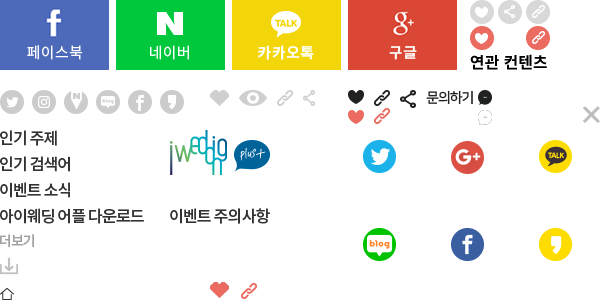 f
N
TALK
g+
페이스북
네이버
카카오톡
구글
연관 컨텐츠
N
blog
f
문의하기
인기 주제
인기 검색어
이벤트 소식
아이웨딩 어플 다운로드
더보기
iwedding
plus+
이벤트 주의사항
G+
TALK
blog
f